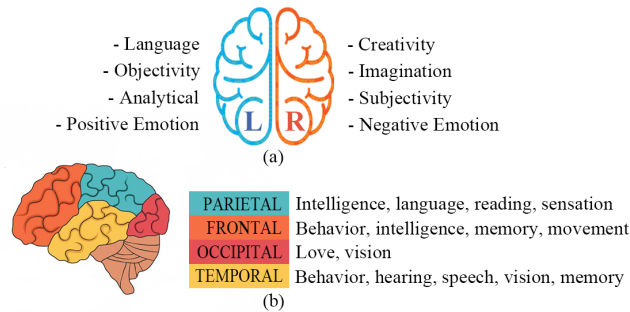 - Language
- Objectivity
- Analytical
- Positive Emotion
L R
- Creativity
- Imagination
- Subjectivity
- Negative Emotion
(a)
PARIETAL Intelligence, language, reading, sensation
FRONTAL Behavior, intelligence, memory, movement
OCCIPITAL Love, vision
TEMPORAL Behavior, hearing, speech, vision, memory
(b)